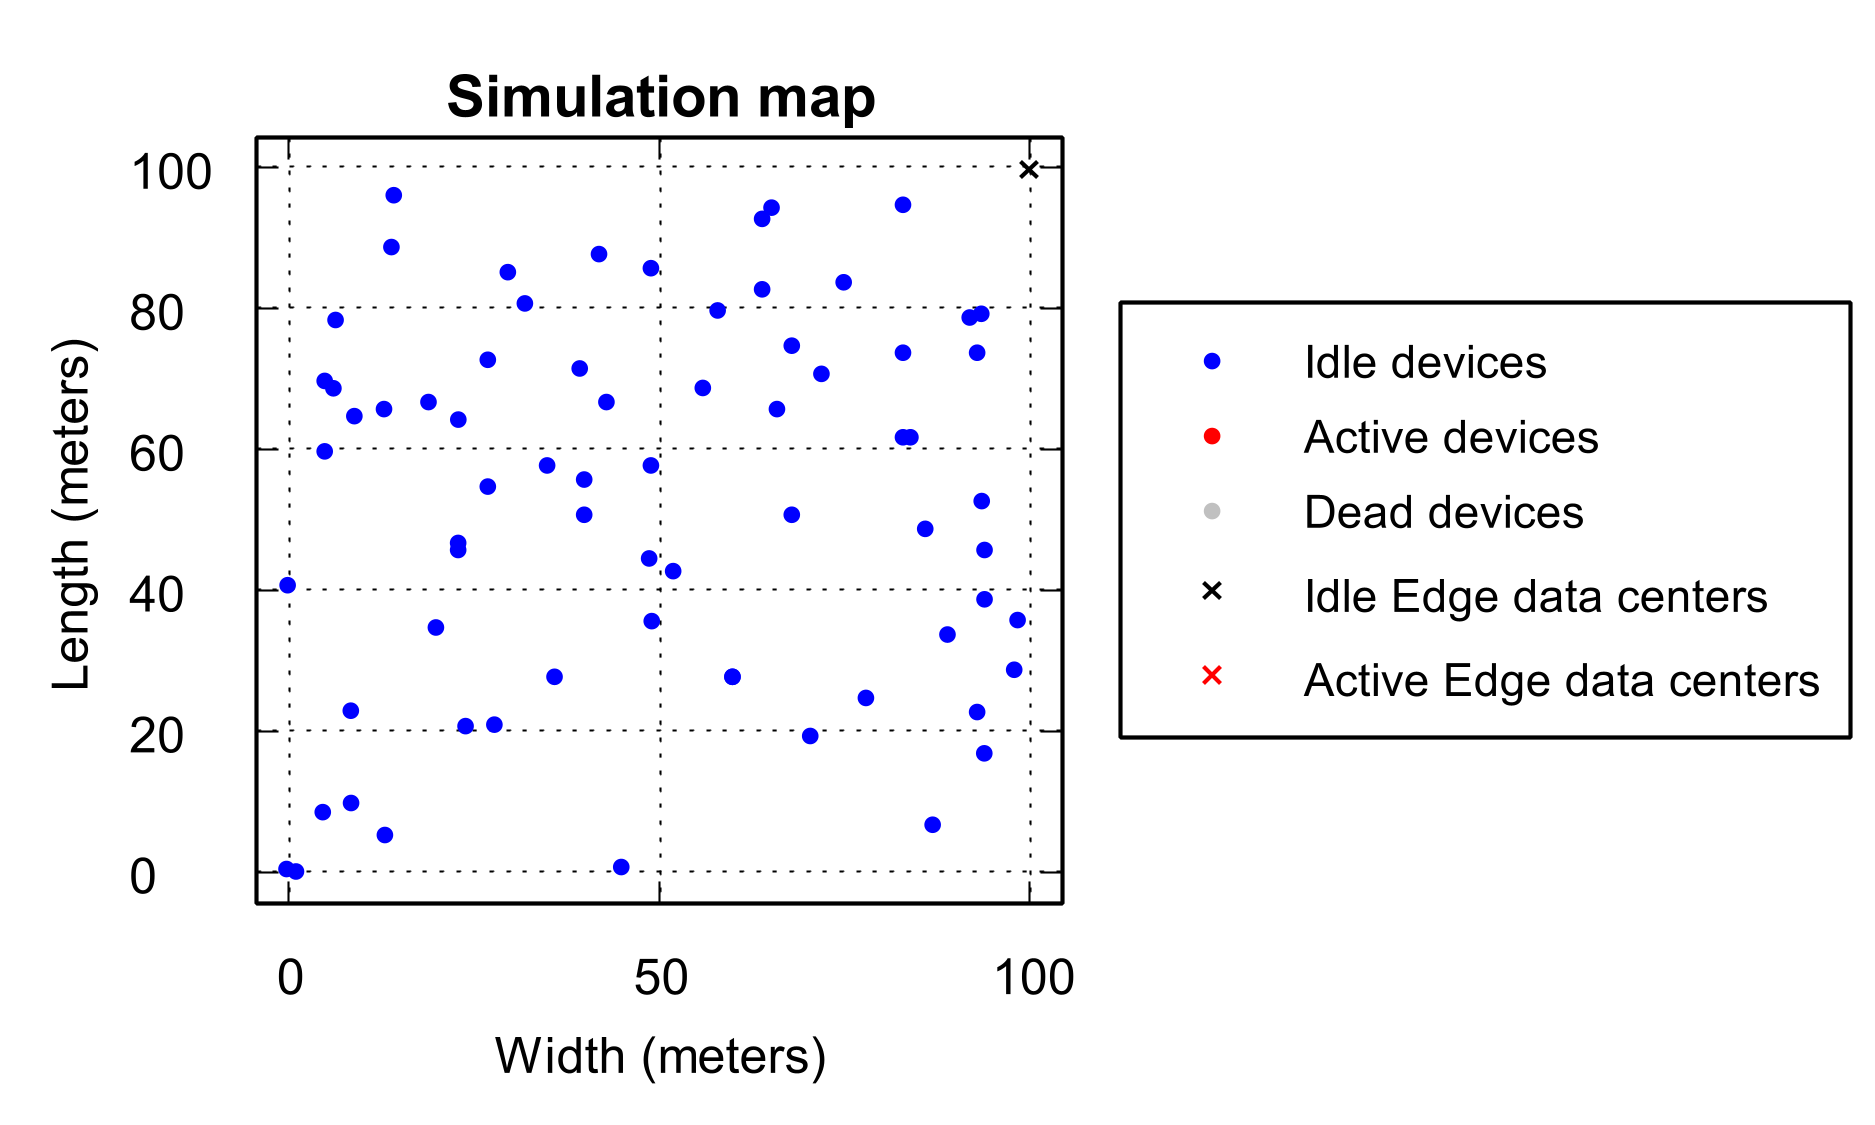 Simulation map
100
80
60
40
20
0
Length (meters)
0 50 100
Width (meters)
Idle devices
Active devices
Dead devices
Idle Edge data centers
Active Edge data centers